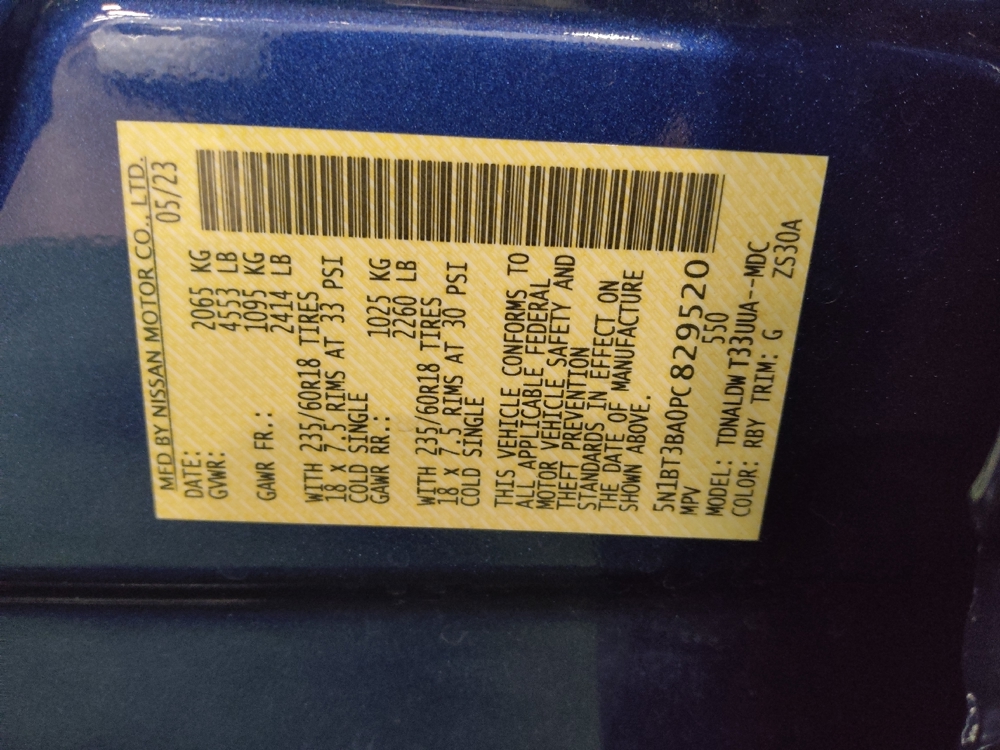 MFD BY NISSAN MOTOR CO., LTD.
DATE: 05/23
GVWR: 2065 KG
4553 LB
GAWR FR.: 1095 KG
2414 LB
WITH 235/60R18 TIRES
18 X 7.5 RIMS AT 33 PSI
COLD SINGLE
GAWR RR.: 1025 KG
2260 LB
WITH 235/60R18 TIRES
18 X 7.5 RIMS AT 30 PSI
COLD SINGLE
THIS VEHICLE CONFORMS TO
ALL APPLICABLE FEDERAL
MOTOR VEHICLE SAFETY AND
THEFT PREVENTION
STANDARDS IN EFFECT ON
THE DATE OF MANUFACTURE
SHOWN ABOVE.
5N1BT3BA0PC829520
MPV 550
MODEL: TDNALDW T33UUA--MDC
COLOR: RBY TRIM: G ZS30A